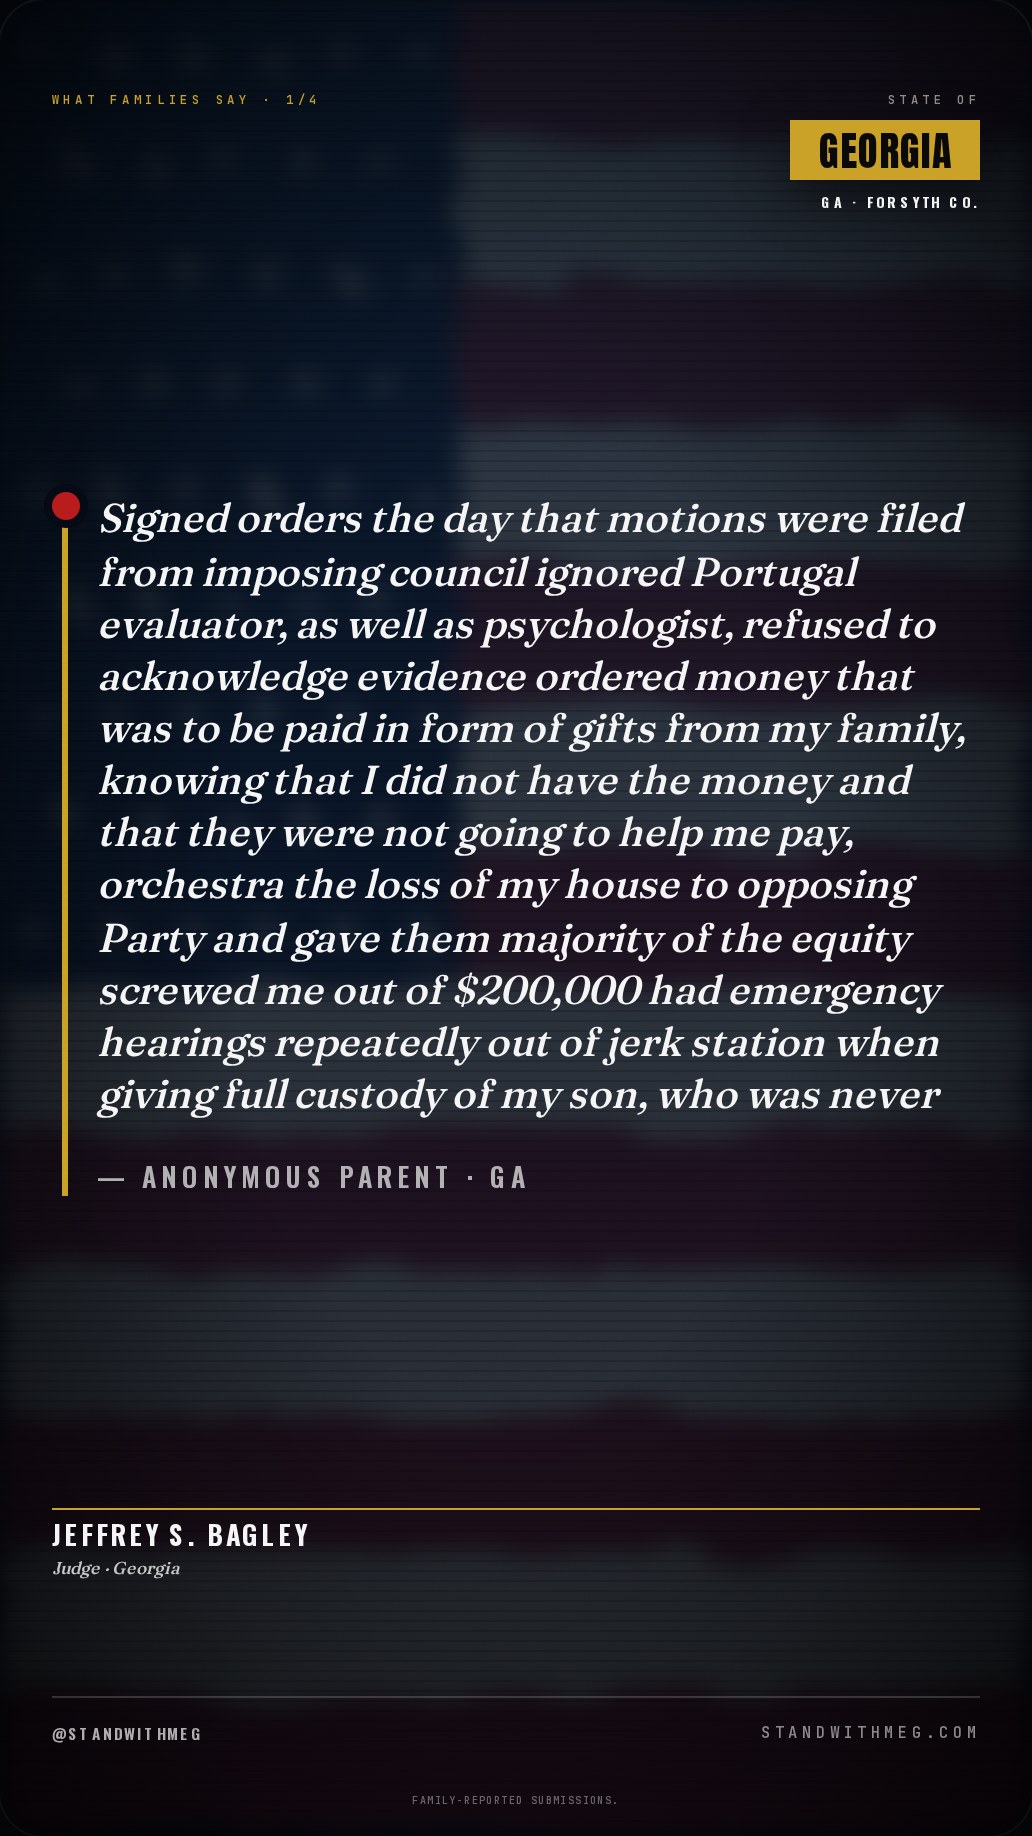 WHAT FAMILIES SAY · 1/4
STATE OF
GEORGIA
GA · FORSYTH CO.
Signed orders the day that motions were filed
from imposing council ignored Portugal
evaluator, as well as psychologist, refused to
acknowledge evidence ordered money that
was to be paid in form of gifts from my family,
knowing that I did not have the money and
that they were not going to help me pay,
orchestra the loss of my house to opposing
Party and gave them majority of the equity
screwed me out of $200,000 had emergency
hearings repeatedly out of jerk station when
giving full custody of my son, who was never
— ANONYMOUS PARENT · GA
JEFFREY S. BAGLEY
Judge · Georgia
@STANDWITHMEG
STANDWITHMEG.COM
FAMILY-REPORTED SUBMISSIONS.